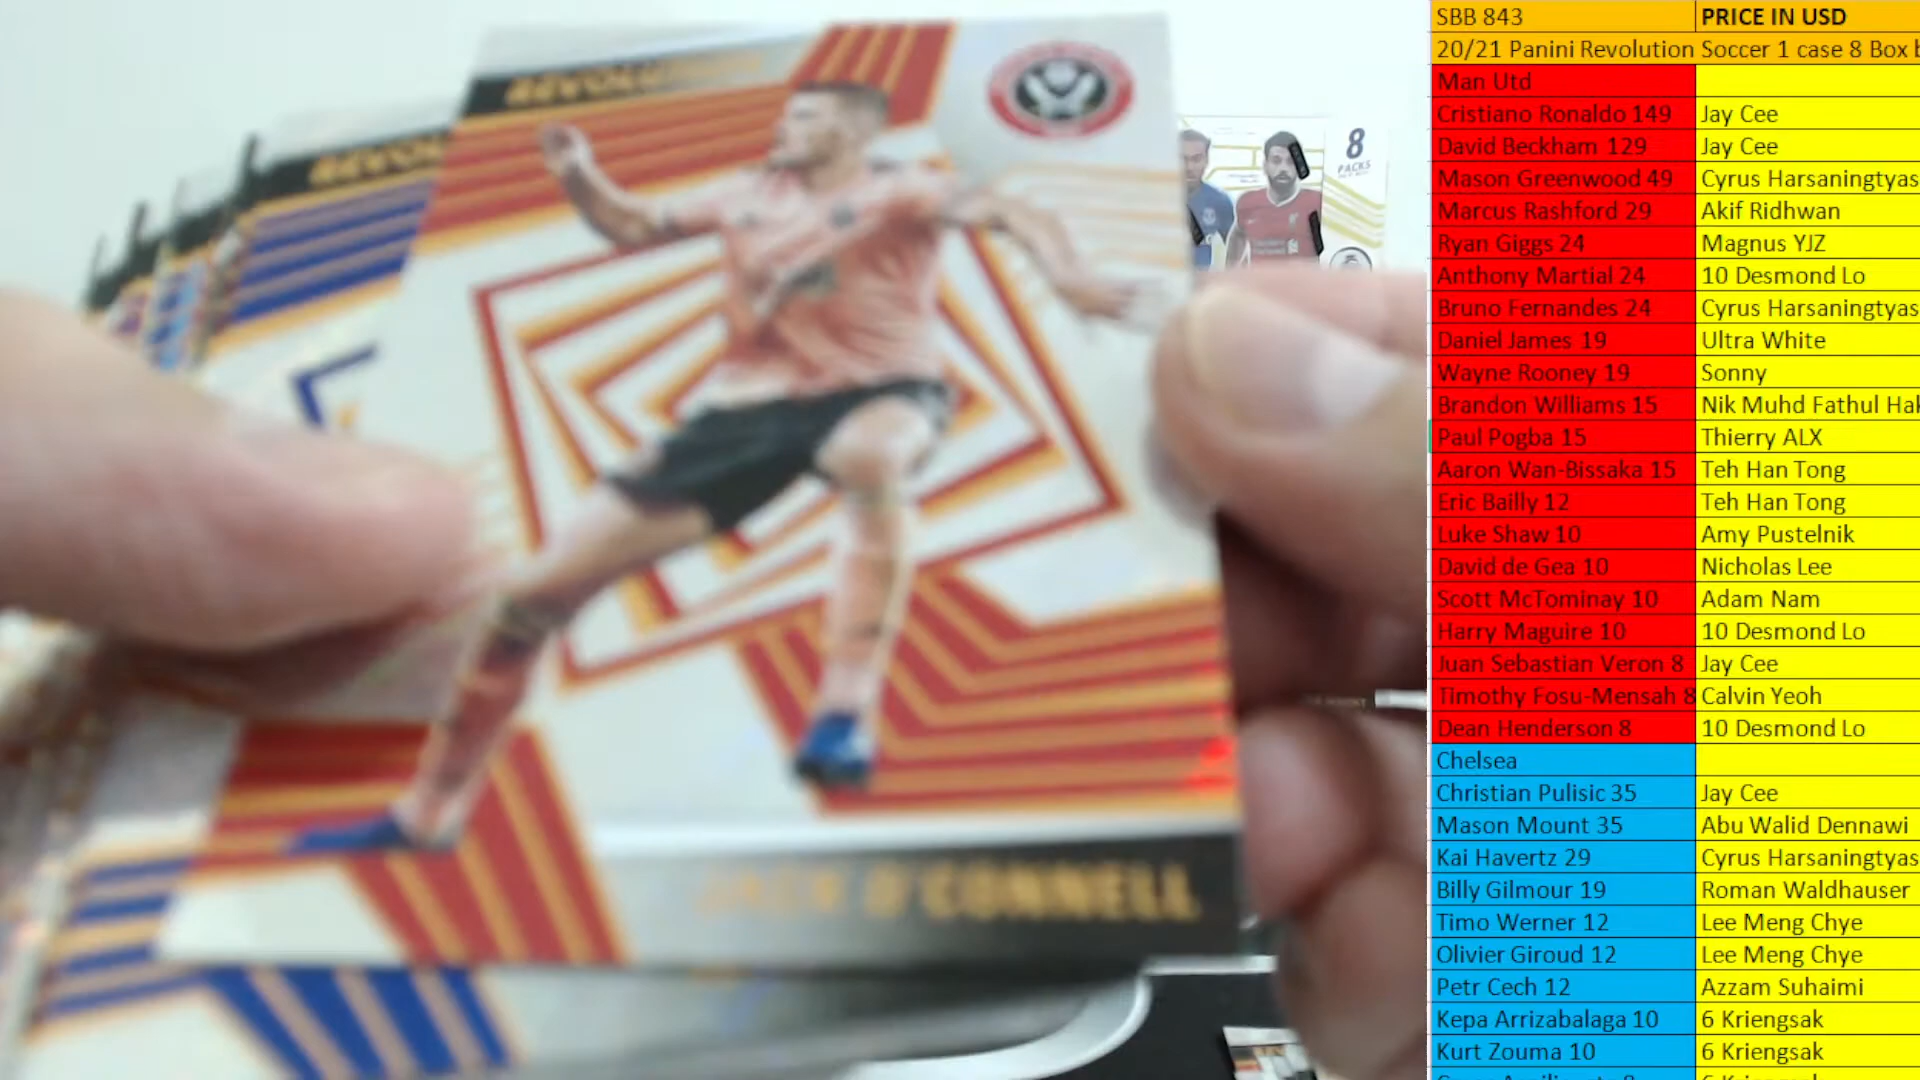 REVOLUTION
REVOLU
JACK O'CONNELL
8
PACKS
SBB 843 PRICE IN USD
20/21 Panini Revolution Soccer 1 case 8 Box b
Man Utd
Cristiano Ronaldo 149 Jay Cee
David Beckham 129 Jay Cee
Mason Greenwood 49 Cyrus Harsaningtyas
Marcus Rashford 29 Akif Ridhwan
Ryan Giggs 24 Magnus YJZ
Anthony Martial 24 10 Desmond Lo
Bruno Fernandes 24 Cyrus Harsaningtyas
Daniel James 19 Ultra White
Wayne Rooney 19 Sonny
Brandon Williams 15 Nik Muhd Fathul Hak
Paul Pogba 15 Thierry ALX
Aaron Wan-Bissaka 15 Teh Han Tong
Eric Bailly 12 Teh Han Tong
Luke Shaw 10 Amy Pustelnik
David de Gea 10 Nicholas Lee
Scott McTominay 10 Adam Nam
Harry Maguire 10 10 Desmond Lo
Juan Sebastian Veron 8 Jay Cee
Timothy Fosu-Mensah 8 Calvin Yeoh
Dean Henderson 8 10 Desmond Lo
Chelsea
Christian Pulisic 35 Jay Cee
Mason Mount 35 Abu Walid Dennawi
Kai Havertz 29 Cyrus Harsaningtyas
Billy Gilmour 19 Roman Waldhauser
Timo Werner 12 Lee Meng Chye
Olivier Giroud 12 Lee Meng Chye
Petr Cech 12 Azzam Suhaimi
Kepa Arrizabalaga 10 6 Kriengsak
Kurt Zouma 10 6 Kriengsak